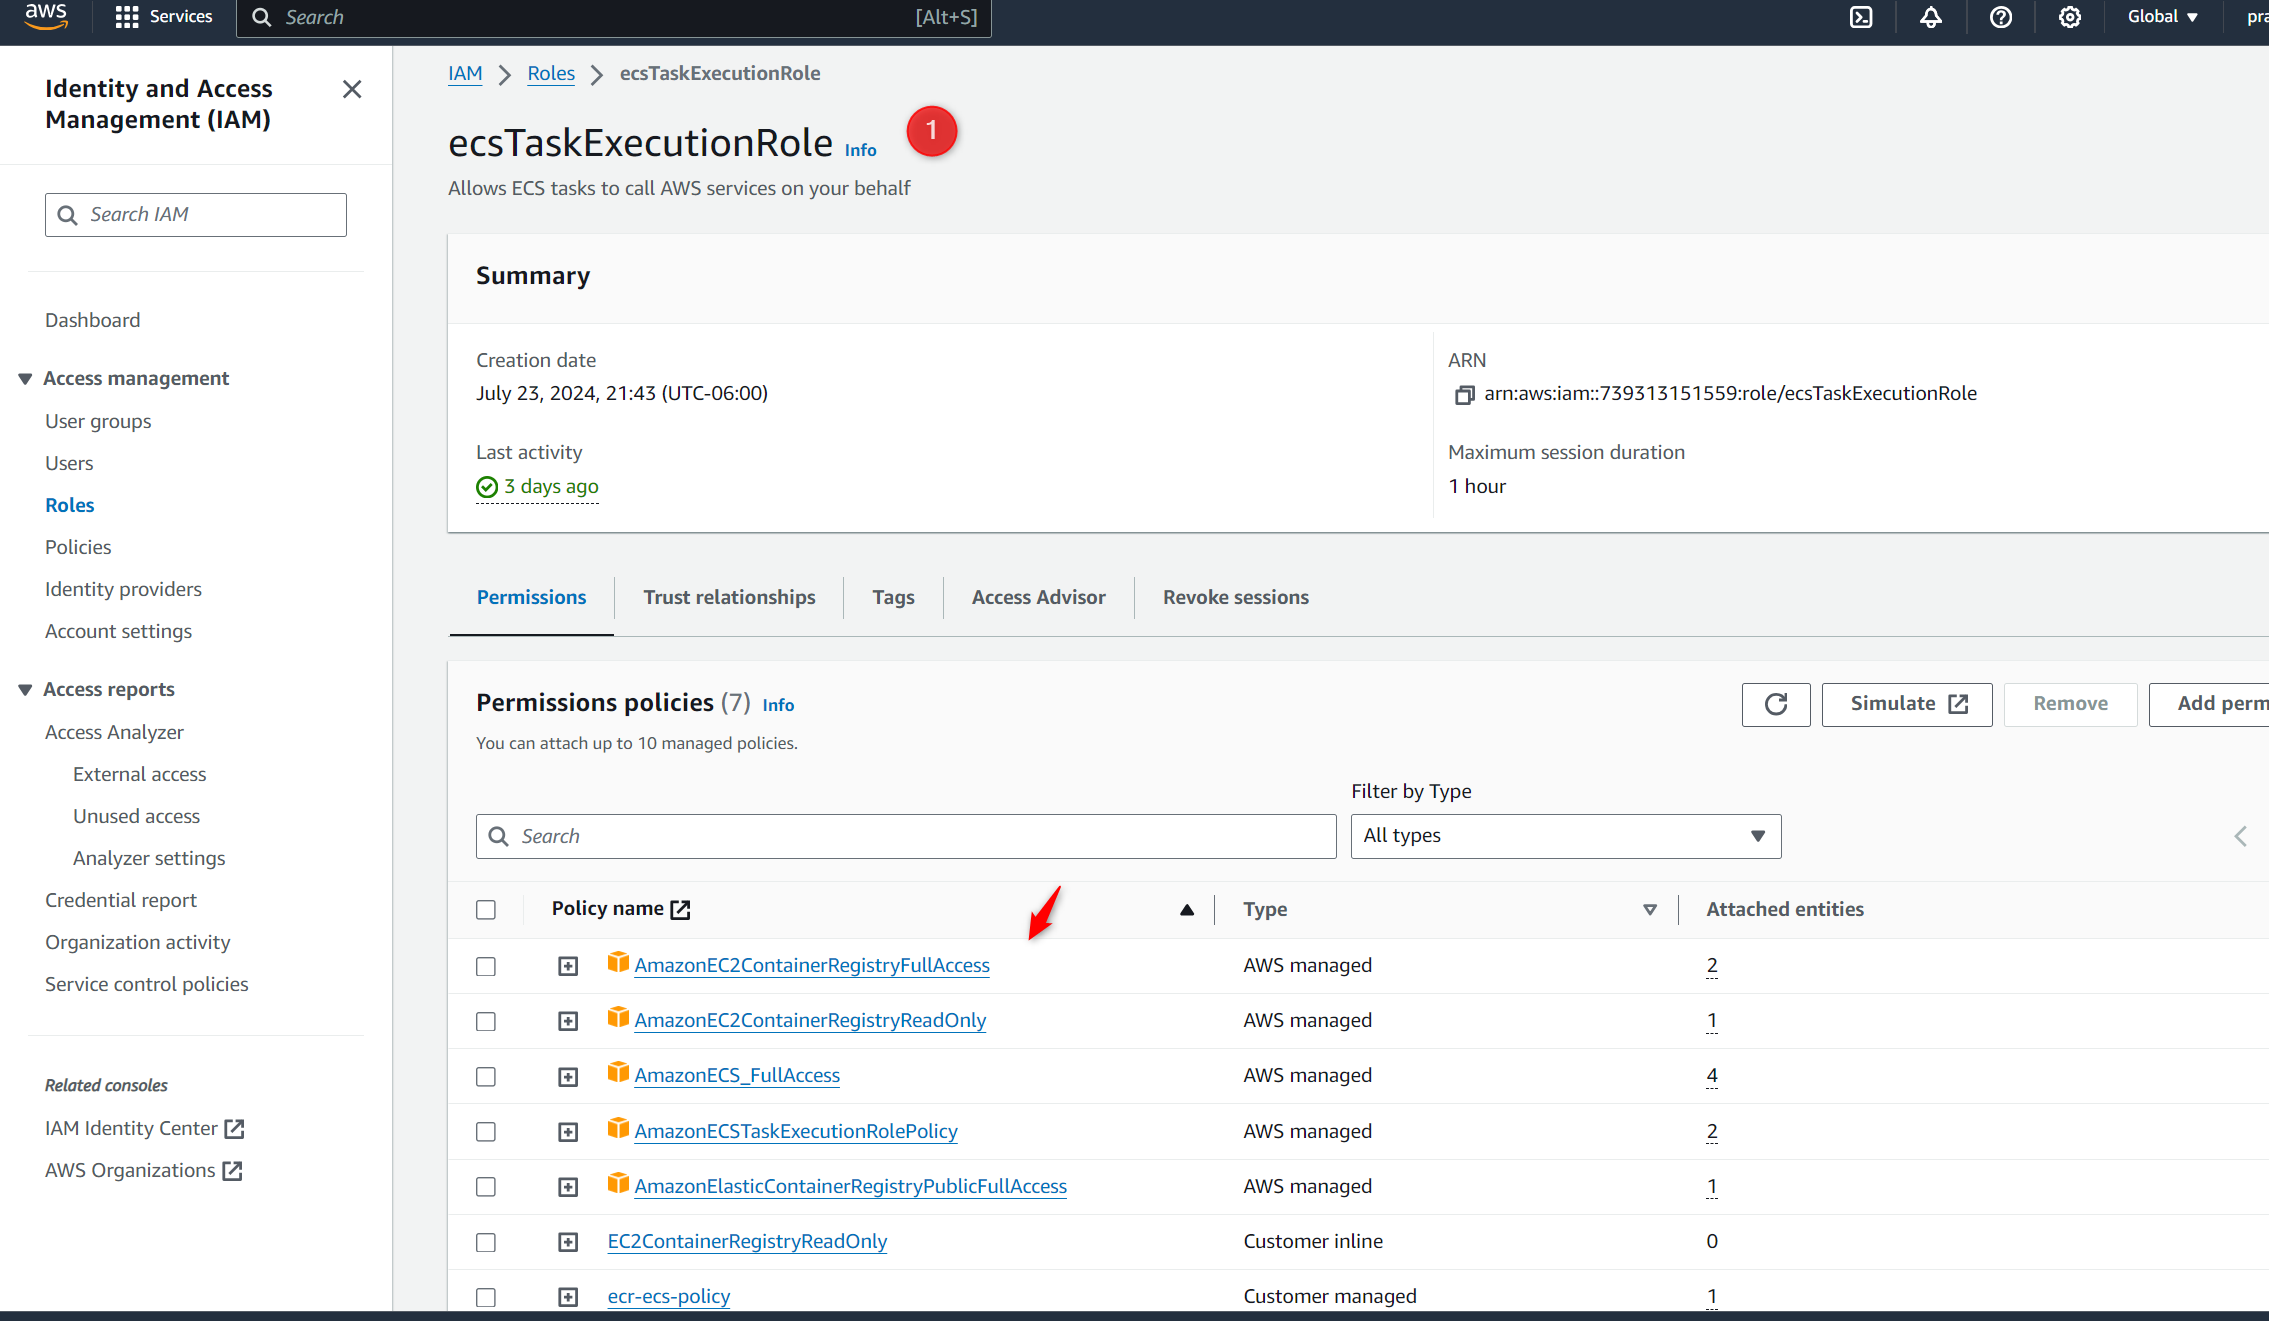 aws
Services
Search
[Alt+S]
Global
Identity and Access
Management (IAM)
Search IAM
Dashboard
Access management
User groups
Users
Roles
Policies
Identity providers
Account settings
Access reports
Access Analyzer
External access
Unused access
Analyzer settings
Credential report
Organization activity
Service control policies
Related consoles
IAM Identity Center
AWS Organizations
IAM > Roles > ecsTaskExecutionRole
ecsTaskExecutionRole Info
1
Allows ECS tasks to call AWS services on your behalf
Summary
Creation date
July 23, 2024, 21:43 (UTC-06:00)
Last activity
3 days ago
ARN
arn:aws:iam::739313151559:role/ecsTaskExecutionRole
Maximum session duration
1 hour
Permissions
Trust relationships
Tags
Access Advisor
Revoke sessions
Permissions policies (7) Info
You can attach up to 10 managed policies.
Simulate
Remove
Add perm
Filter by Type
Search
All types
Policy name
Type
Attached entities
AmazonEC2ContainerRegistryFullAccess AWS managed 2
AmazonEC2ContainerRegistryReadOnly AWS managed 1
AmazonECS_FullAccess AWS managed 4
AmazonECSTaskExecutionRolePolicy AWS managed 2
AmazonElasticContainerRegistryPublicFullAccess AWS managed 1
EC2ContainerRegistryReadOnly Customer inline 0
ecr-ecs-policy Customer managed 1